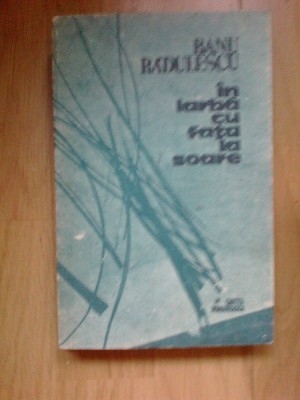 BANU
RĂDULESCU
în
iarbă
cu
fața
la
soare